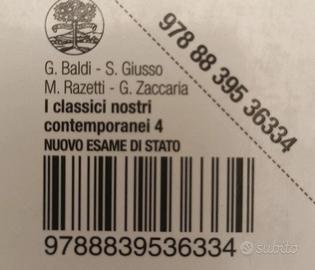 978 88 395 36334
G. Baldi - S. Giusso
M. Razetti - G. Zaccaria
I classici nostri
contemporanei 4
NUOVO ESAME DI STATO
9788839536334
subito